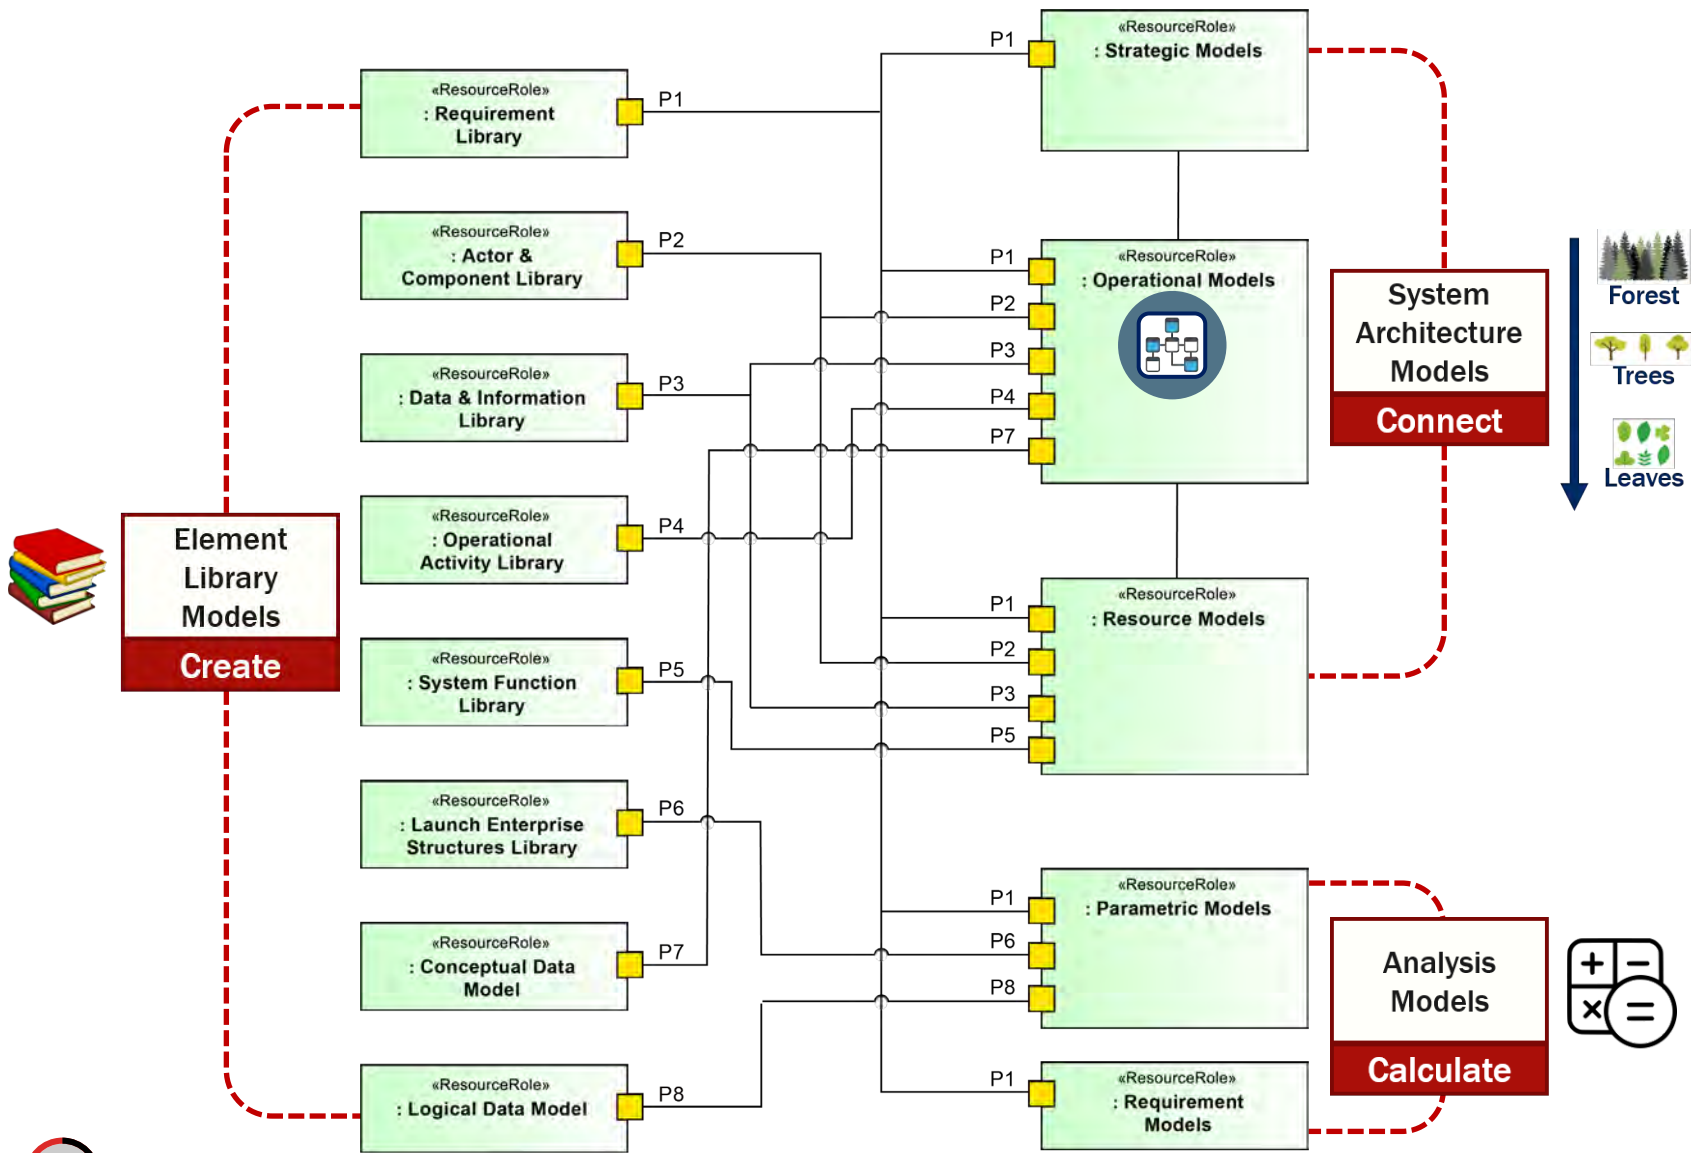 Element
Library
Models
Create
«ResourceRole»
: Requirement
Library
P1
«ResourceRole»
: Actor &
Component Library
P2
«ResourceRole»
: Data & Information
Library
P3
«ResourceRole»
: Operational
Activity Library
P4
«ResourceRole»
: System Function
Library
P5
«ResourceRole»
: Launch Enterprise
Structures Library
P6
«ResourceRole»
: Conceptual Data
Model
P7
«ResourceRole»
: Logical Data Model
P8
P1
«ResourceRole»
: Strategic Models
P1
P2
P3
P4
P7
«ResourceRole»
: Operational Models
P1
P2
P3
P5
«ResourceRole»
: Resource Models
P1
P6
P8
«ResourceRole»
: Parametric Models
P1
«ResourceRole»
: Requirement
Models
System
Architecture
Models
Connect
Forest
Trees
Leaves
Analysis
Models
Calculate